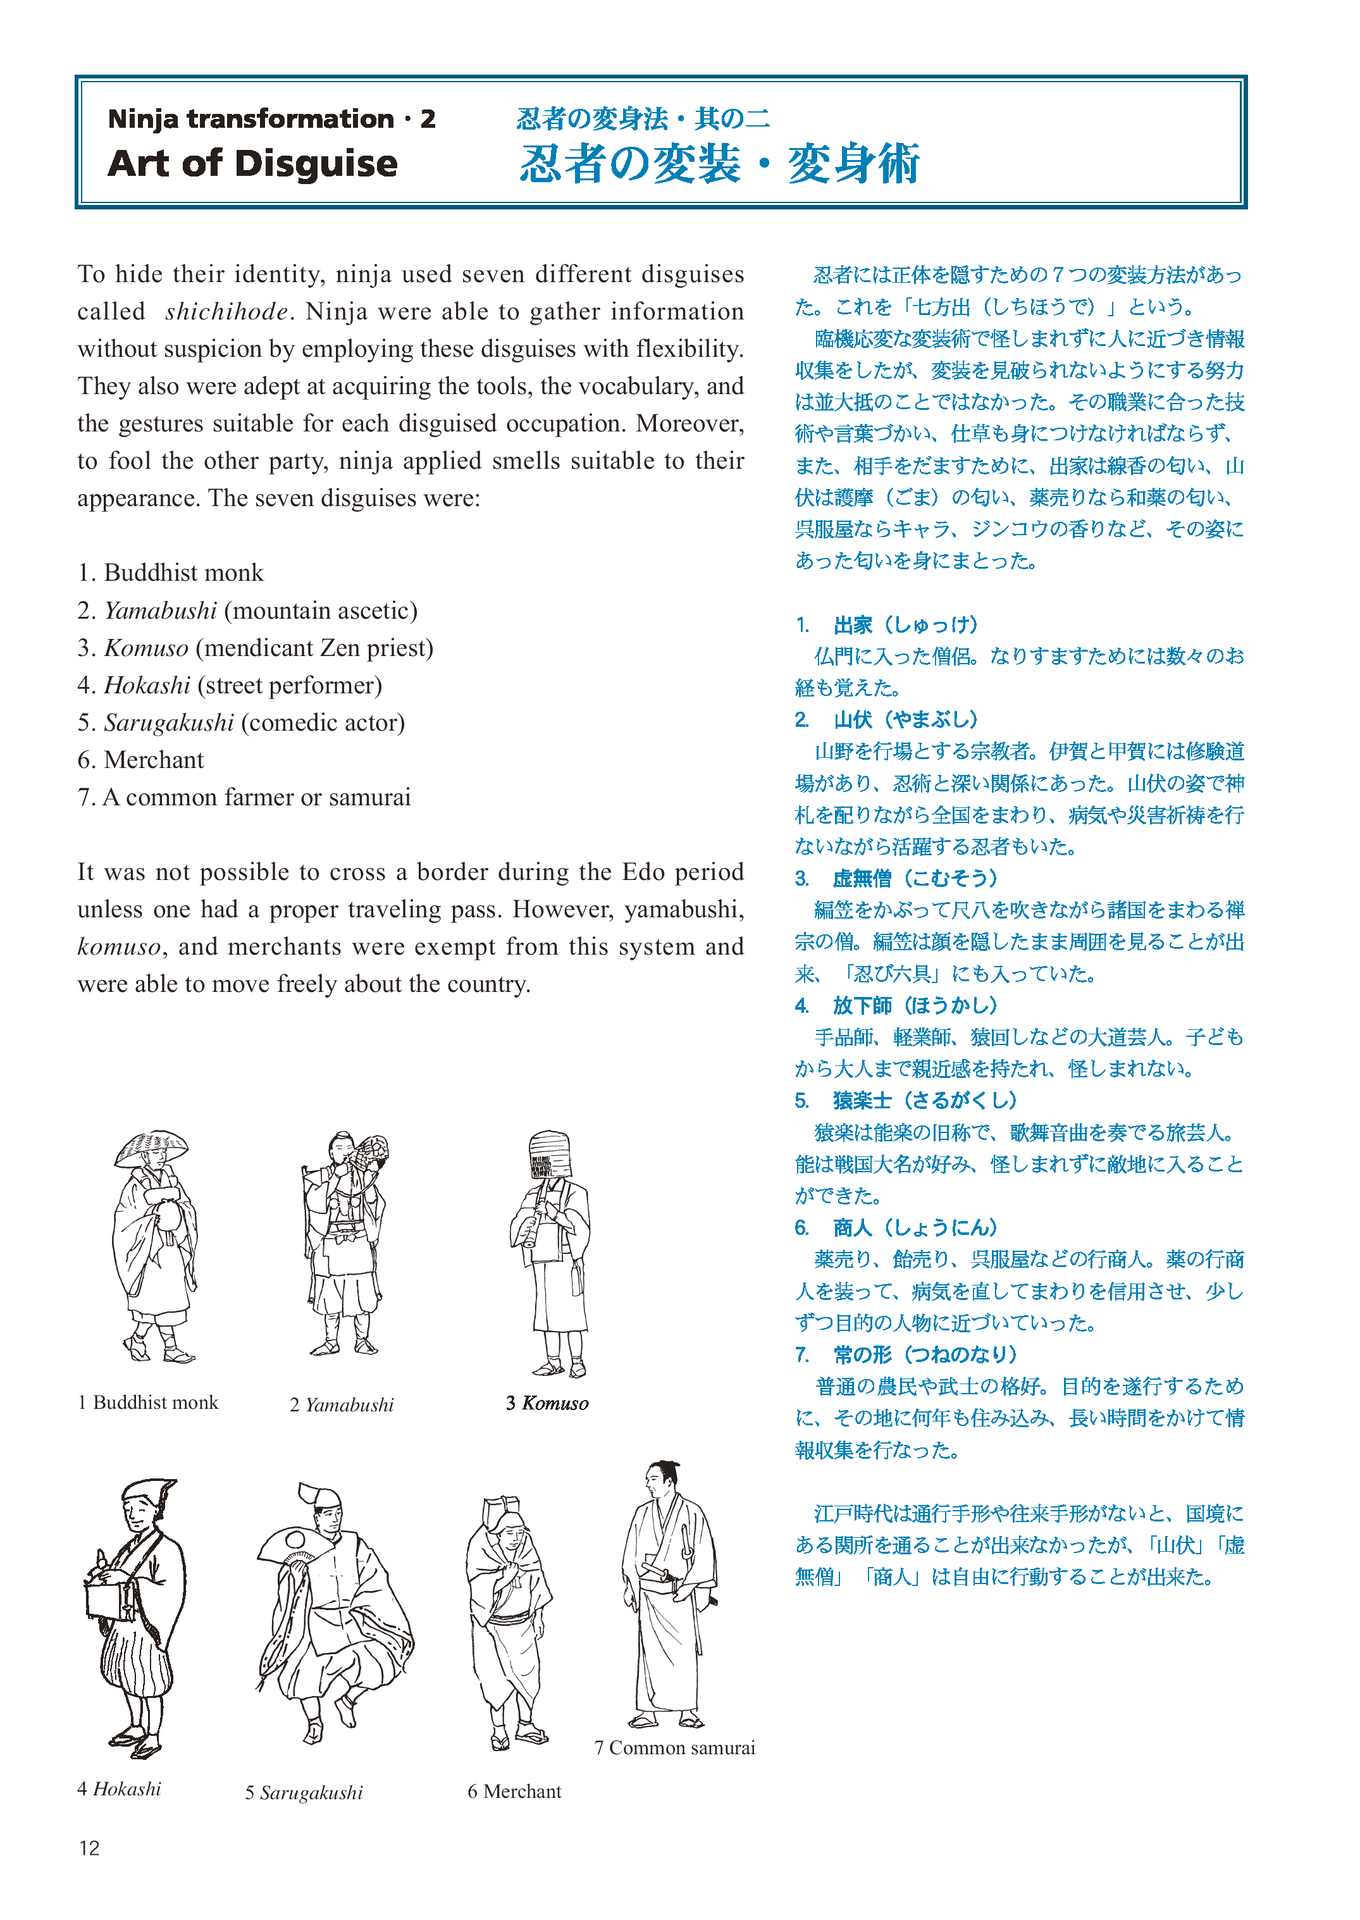 Ninja transformation・2
Art of Disguise
忍者の変身法・其の二
忍者の変装・変身術
To hide their identity, ninja used seven different disguises
called shichihode. Ninja were able to gather information
without suspicion by employing these disguises with flexibility.
They also were adept at acquiring the tools, the vocabulary, and
the gestures suitable for each disguised occupation. Moreover,
to fool the other party, ninja applied smells suitable to their
appearance. The seven disguises were:
1. Buddhist monk
2. Yamabushi (mountain ascetic)
3. Komuso (mendicant Zen priest)
4. Hokashi (street performer)
5. Sarugakushi (comedic actor)
6. Merchant
7. A common farmer or samurai
It was not possible to cross a border during the Edo period
unless one had a proper traveling pass. However, yamabushi,
komuso, and merchants were exempt from this system and
were able to move freely about the country.
忍者には正体を隠すための７つの変装方法があっ
た。これを「七方出（しちほうで）」という。
臨機応変な変装術で怪しまれずに人に近づき情報
収集をしたが、変装を見破られないようにする努力
は並大抵のことではなかった。その職業に合った技
術や言葉づかい、仕草も身につけなければならず、
また、相手をだますために、出家は線香の匂い、山
伏は護摩（ごま）の匂い、薬売りなら和薬の匂い、
呉服屋ならキャラ、ジンコウの香りなど、その姿に
あった匂いを身にまとった。
1. 出家（しゅっけ）
仏門に入った僧侶。なりすますためには数々のお
経も覚えた。
2. 山伏（やまぶし）
山野を行場とする宗教者。伊賀と甲賀には修験道
場があり、忍術と深い関係にあった。山伏の姿で神
札を配りながら全国をまわり、病気や災害祈祷を行
ないながら活躍する忍者もいた。
3. 虚無僧（こむそう）
編笠をかぶって尺八を吹きながら諸国をまわる禅
宗の僧。編笠は顔を隠したまま周囲を見ることが出
来、「忍び六具」にも入っていた。
4. 放下師（ほうかし）
手品師、軽業師、猿回しなどの大道芸人。子ども
から大人まで親近感を持たれ、怪しまれない。
5. 猿楽士（さるがくし）
猿楽は能楽の旧称で、歌舞音曲を奏でる旅芸人。
能は戦国大名が好み、怪しまれずに敵地に入ること
ができた。
6. 商人（しょうにん）
薬売り、飴売り、呉服屋などの行商人。薬の行商
人を装って、病気を直してまわりを信用させ、少し
ずつ目的の人物に近づいていった。
7. 常の形（つねのなり）
普通の農民や武士の格好。目的を遂行するため
に、その地に何年も住み込み、長い時間をかけて情
報収集を行なった。
江戸時代は通行手形や往来手形がないと、国境に
ある関所を通ることが出来なかったが、「山伏」「虚
無僧」「商人」は自由に行動することが出来た。
1 Buddhist monk
2 Yamabushi
3 Komuso
7 Common samurai
4 Hokashi
5 Sarugakushi
6 Merchant
12